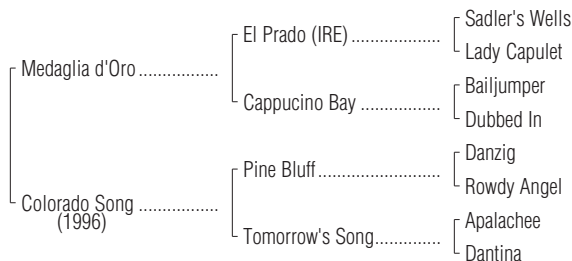 Sadler's Wells
El Prado (IRE) ...................
Lady Capulet
Medaglia d'Oro .................
Bailjumper
Cappucino Bay .................
Dubbed In
Danzig
Pine Bluff..........................
Rowdy Angel
Colorado Song .................
(1996)
Apalachee
Tomorrow's Song..............
Dantina